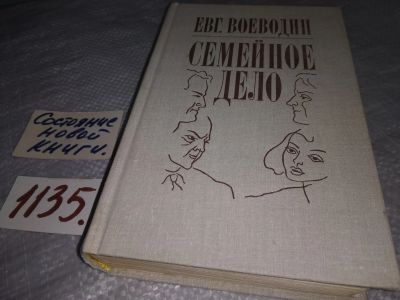 ЕВГ. ВОЕВОДИН
СЕМЕЙНОЕ
ДЕЛО
Состояние
новой
книги.
1135.